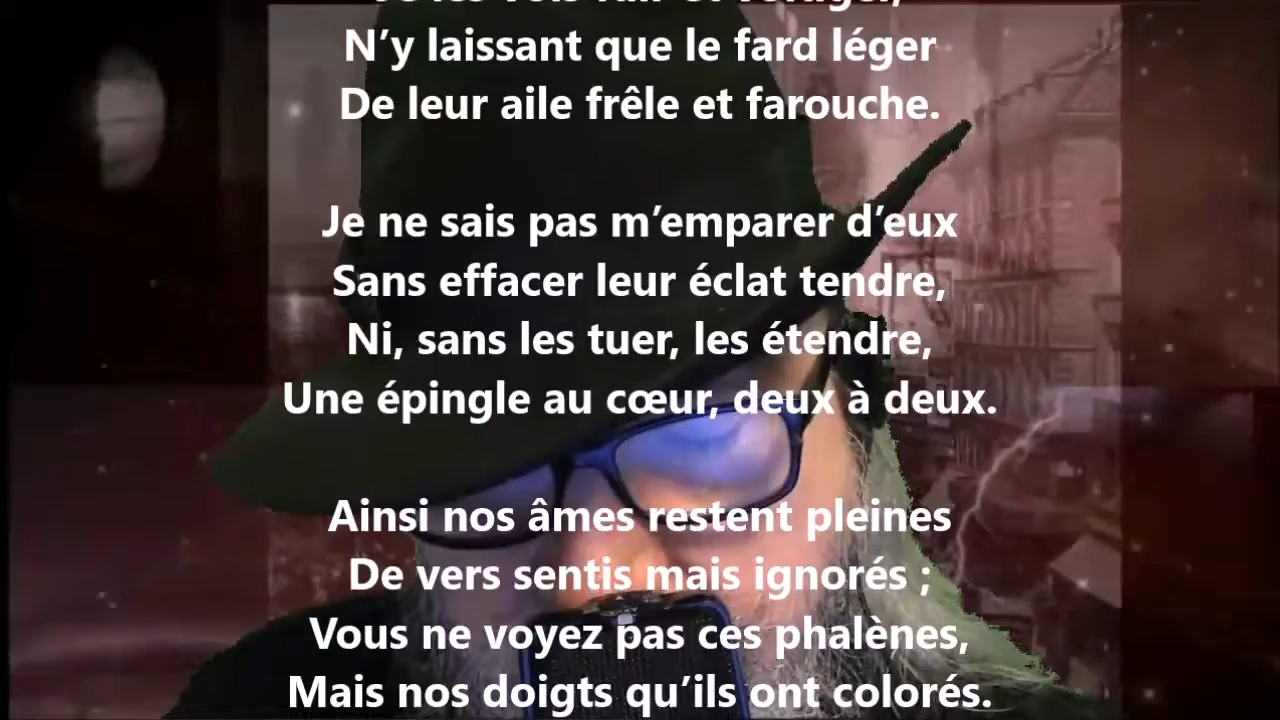 N’y laissant que le fard léger
De leur aile frêle et farouche.
Je ne sais pas m’emparer d’eux
Sans effacer leur éclat tendre,
Ni, sans les tuer, les étendre,
Une épingle au cœur, deux à deux.
Ainsi nos âmes restent pleines
De vers sentis mais ignorés ;
Vous ne voyez pas ces phalènes,
Mais nos doigts qu’ils ont colorés.